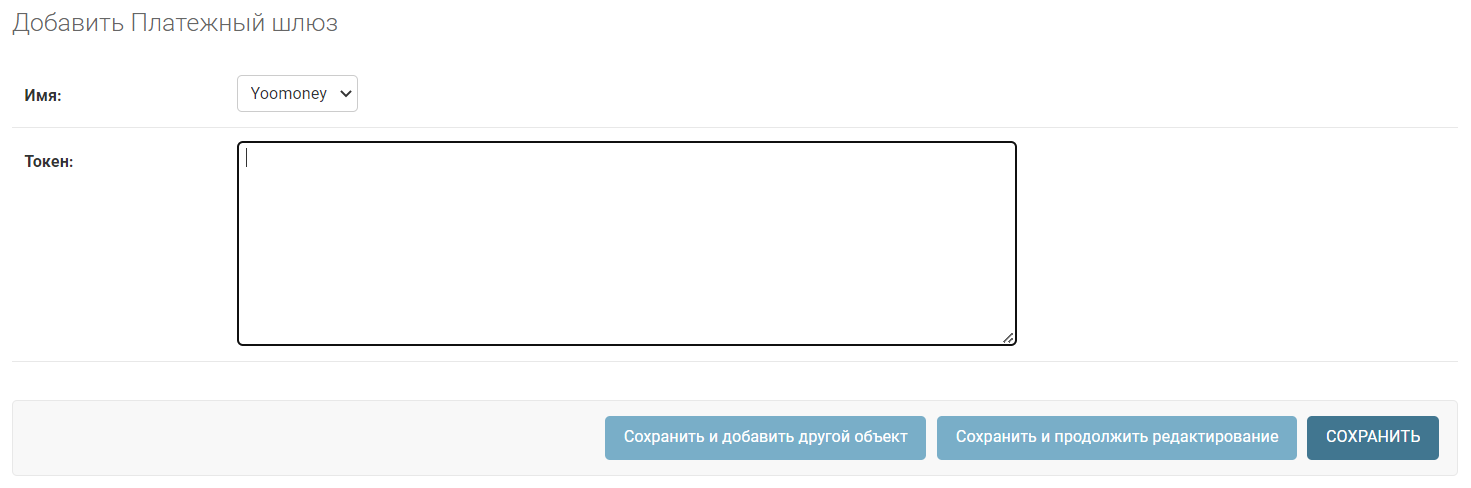 Добавить Платежный шлюз
Имя:
Yoomoney
Токен:
Сохранить и добавить другой объект
Сохранить и продолжить редактирование
СОХРАНИТЬ